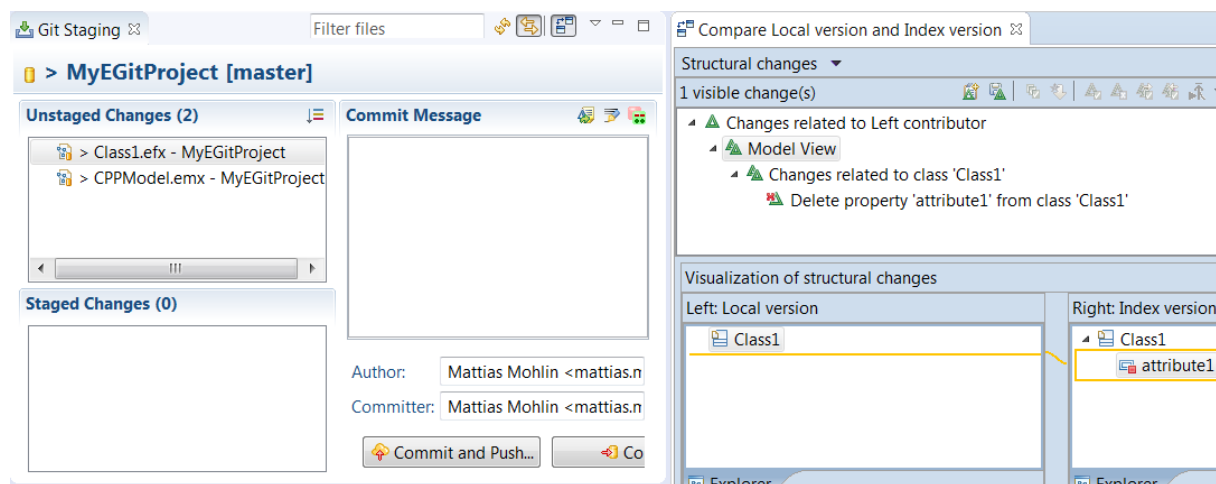 Git Staging
Filter files
> MyEGitProject [master]
Unstaged Changes (2)
> Class1.efx - MyEGitProject
> CPPModel.emx - MyEGitProject
Staged Changes (0)
Commit Message
Author:
Mattias Mohlin <mattias.m
Committer:
Mattias Mohlin <mattias.m
Commit and Push...
Co
Compare Local version and Index version
Structural changes
1 visible change(s)
Changes related to Left contributor
Model View
Changes related to class 'Class1'
Delete property 'attribute1' from class 'Class1'
Visualization of structural changes
Left: Local version
Class1
Explorer
Right: Index version
Class1
attribute1
Explorer